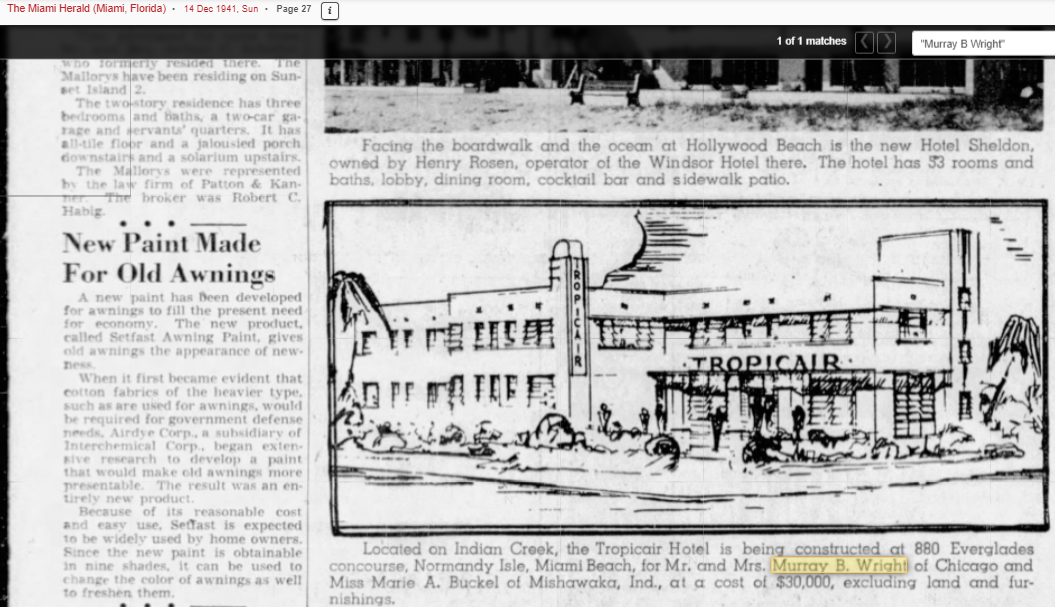 The Miami Herald (Miami, Florida) · 14 Dec 1941, Sun · Page 27
1 of 1 matches
"Murray B Wright"
who formerly resided there. The
Mallorys have been residing on Sun-
set Island 2.
The two-story residence has three
bedrooms and baths, a two-car ga-
rage and servants' quarters. It has
all-tile floor and a jalousied porch
downstairs and a solarium upstairs.
The Mallorys were represented
by the law firm of Patton & Kan-
ner. The broker was Robert C.
Habig.
New Paint Made
For Old Awnings
A new paint has been developed
for awnings to fill the present need
for economy. The new product,
called Setfast Awning Paint, gives
old awnings the appearance of new-
ness.
When it first became evident that
cotton fabrics of the heavier type,
such as are used for awnings, would
be required for government defense
needs, Airdye Corp., a subsidiary of
Interchemical Corp., began exten-
sive research to develop a paint
that would make old awnings more
presentable. The result was an en-
tirely new product.
Because of its reasonable cost
and easy use, Setfast is expected
to be widely used by home owners.
Since the new paint is obtainable
in nine shades, it can be used to
change the color of awnings as well
to freshen them.
Facing the boardwalk and the ocean at Hollywood Beach is the new Hotel Sheldon,
owned by Henry Rosen, operator of the Windsor Hotel there. The hotel has 53 rooms and
baths, lobby, dining room, cocktail bar and sidewalk patio.
TROPICAIR
TROPICAIR
Located on Indian Creek, the Tropicair Hotel is being constructed at 880 Everglades
concourse, Normandy Isle, Miami Beach, for Mr. and Mrs. Murray B. Wright of Chicago and
Miss Marie A. Buckel of Mishawaka, Ind., at a cost of $30,000, excluding land and fur-
nishings.